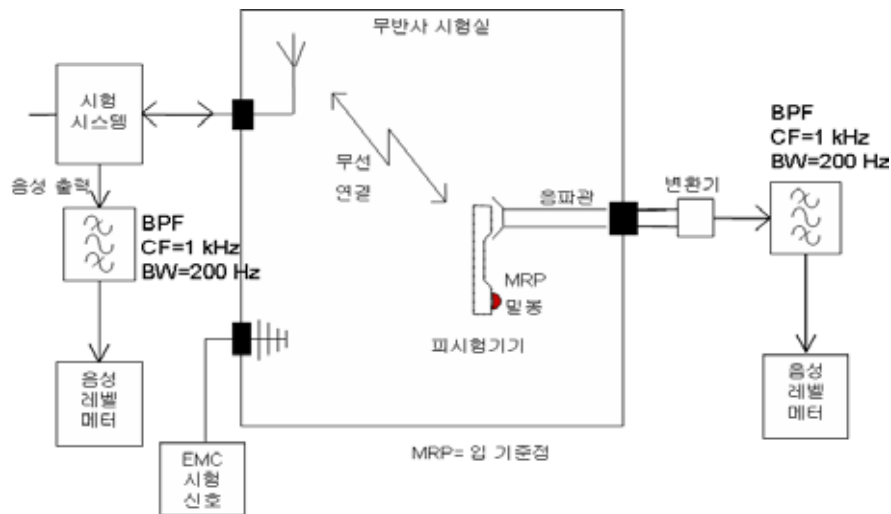 무반사 시험실
시험
시스템
음성 출력
BPF
CF=1 kHz
BW=200 Hz
무선
연결
음파관
변환기
BPF
CF=1 kHz
BW=200 Hz
MRP
밀봉
피시험기기
음성
레벨
메터
EMC
시험
신호
MRP= 입 기준점
음성
레벨
메터